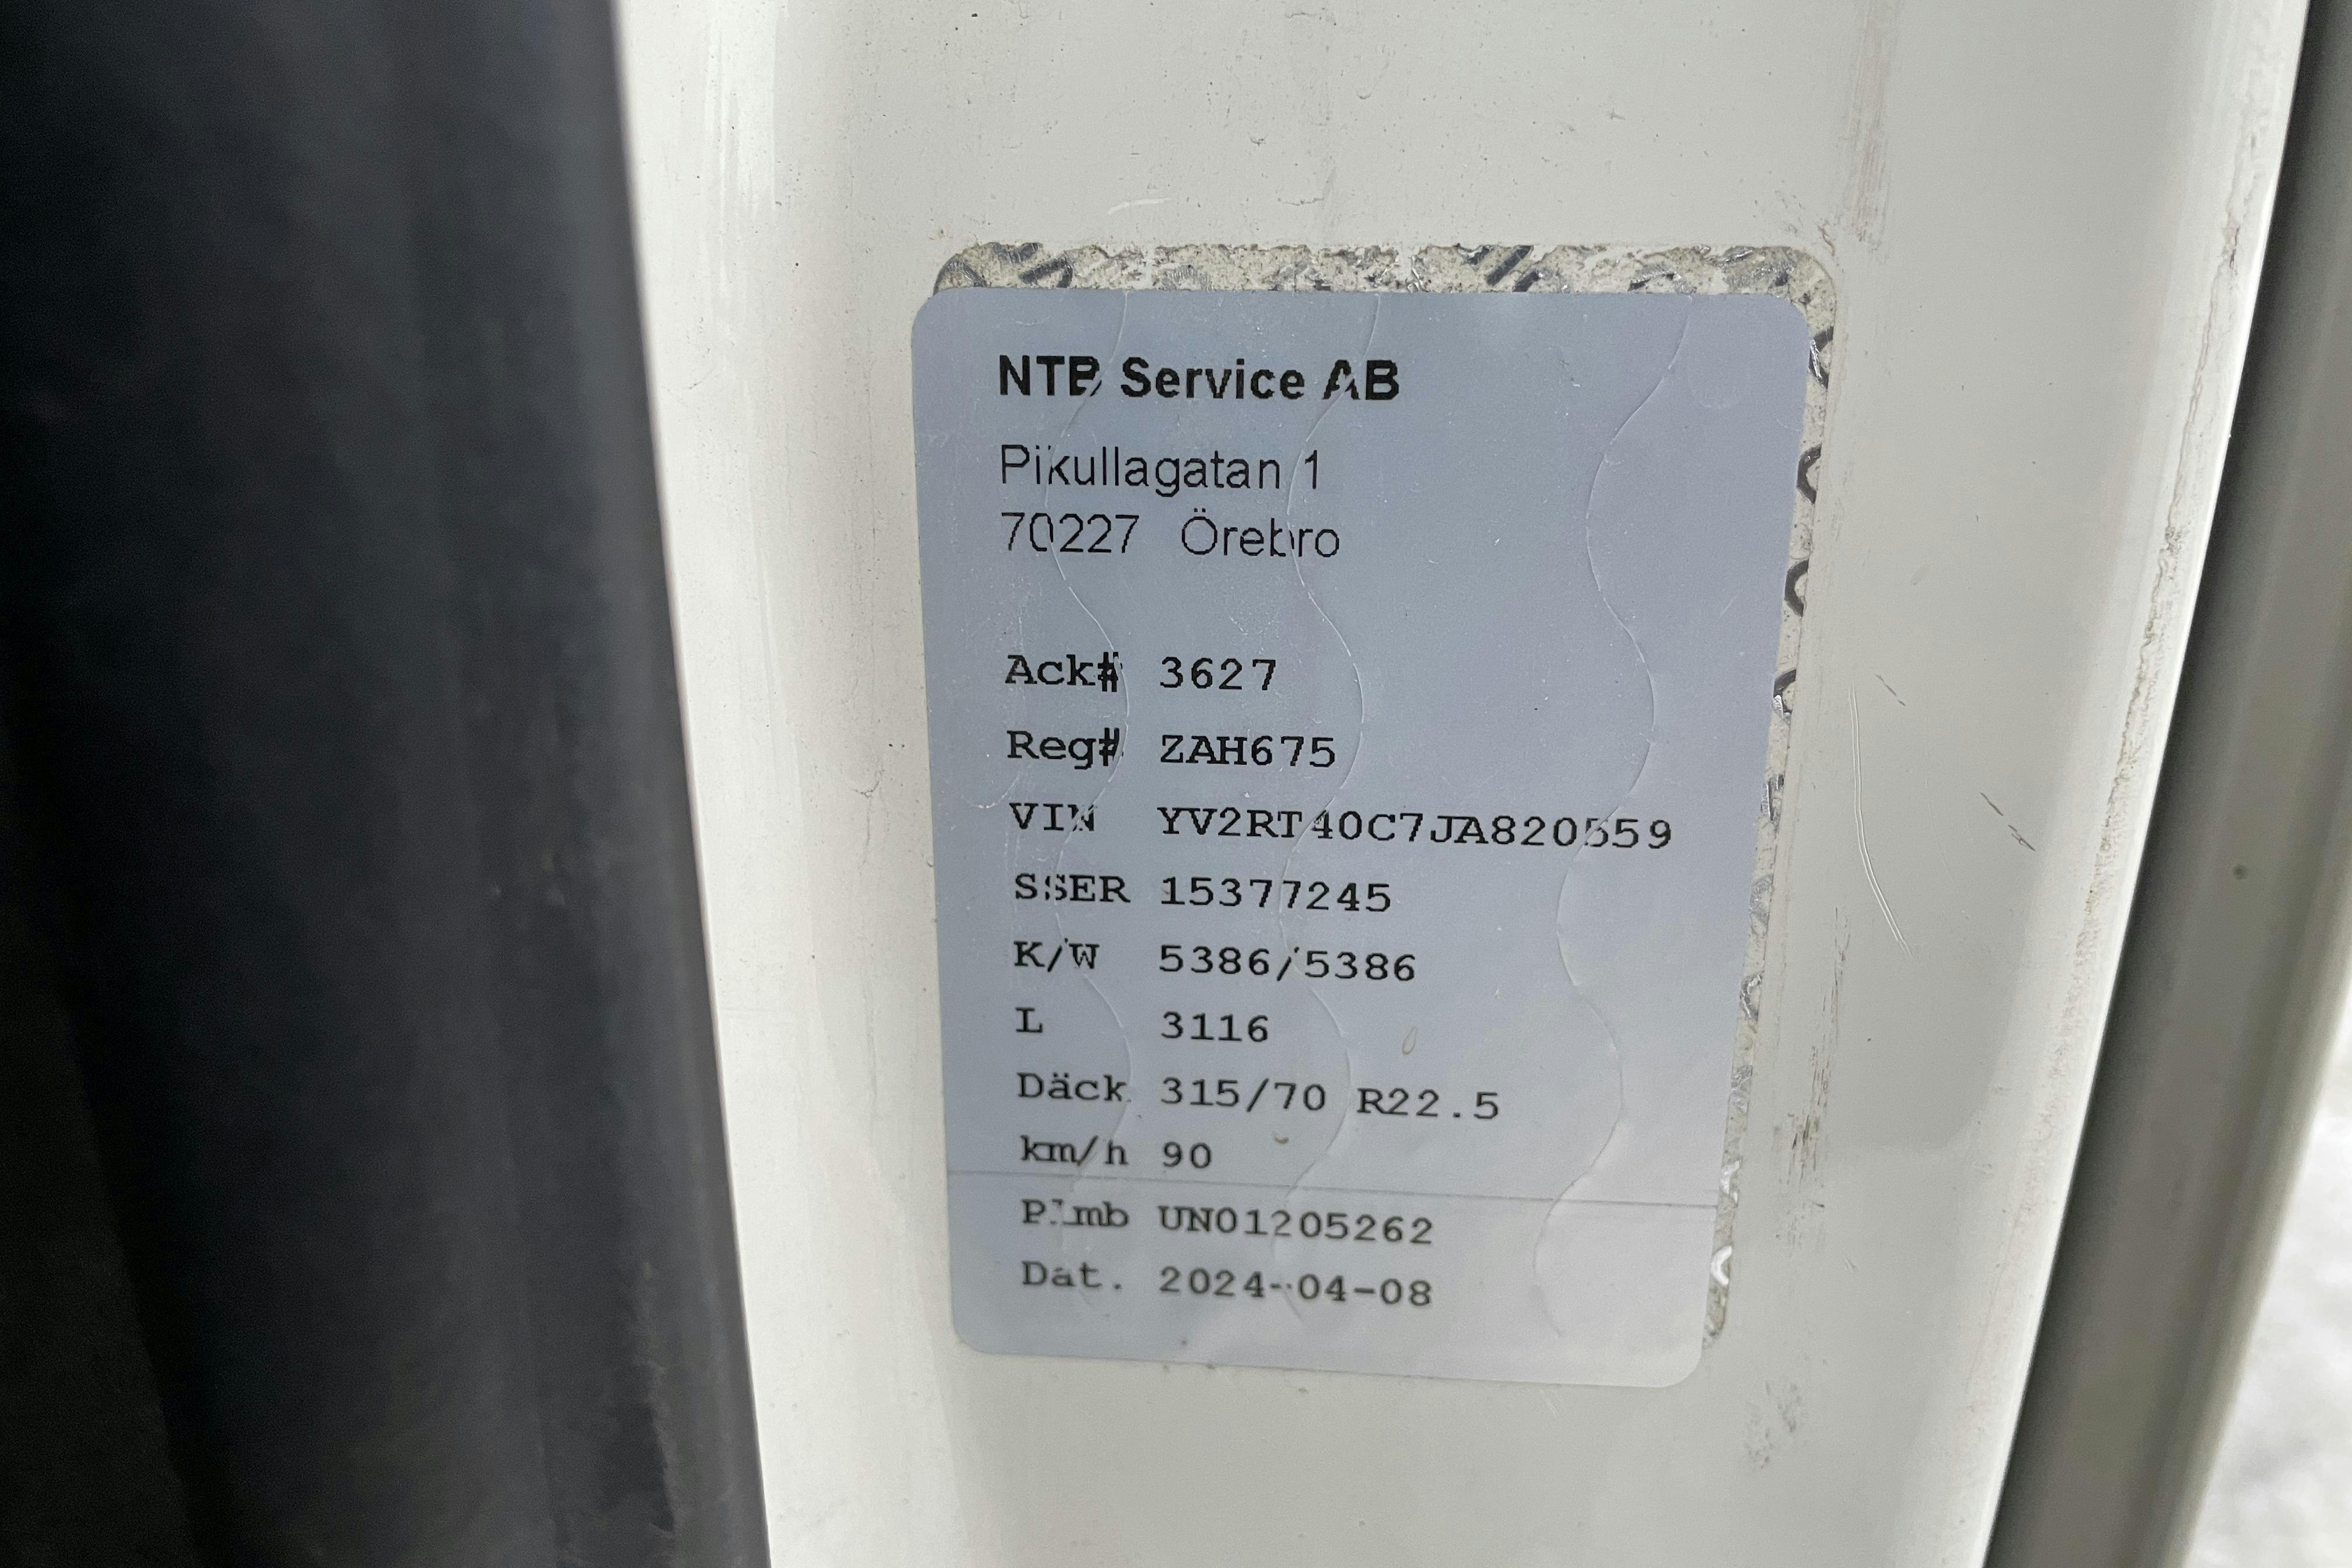 NTB Service AB
Pikullagatan 1
70227 Örebro
Ack# 3627
Reg# ZAH675
VIN YV2RT40C7JA820559
SSER 15377245
K/W 5386/5386
L 3116
Däck 315/70 R22.5
km/h 90
Plmb UN01205262
Dat. 2024-04-08